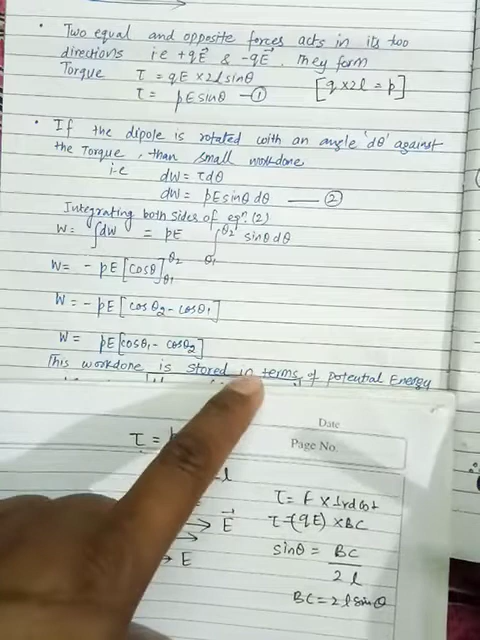 • Two equal and opposite forces acts in its two
directions i.e +qE⃗ & -qE⃗. They form
Torque τ = qE × 2l sinθ [q×2l = p]
τ = pE sinθ —①
• If the dipole is rotated with an angle 'dθ' against
the Torque, than small workdone
i.e dW = τdθ
dW = pE sinθ dθ —②
Integrating both sides of eqⁿ.(2)
W = ∫dW = pE ∫θ1^θ2 sinθ dθ
W = - pE [cosθ]θ1^θ2
W = - pE [cosθ2 - cosθ1]
W = pE [cosθ1 - cosθ2]
This workdone is stored in terms of potential Energy
Date
Page No.
τ =
E⃗
E
τ = F × ⊥r dist
τ = (qE) × BC
sinθ = BC
2l
BC = 2l sinθ